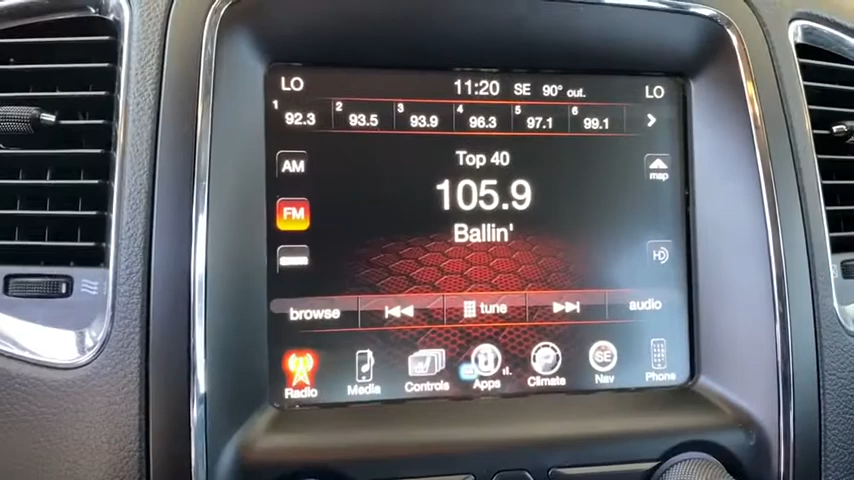 LO 11:20 SE 90° out. LO
1 92.3 2 93.5 3 93.9 4 96.3 5 97.1 6 99.1
AM Top 40 map
FM 105.9
Ballin'
HD
browse tune audio
Radio Media Controls Apps Climate SE Nav Phone